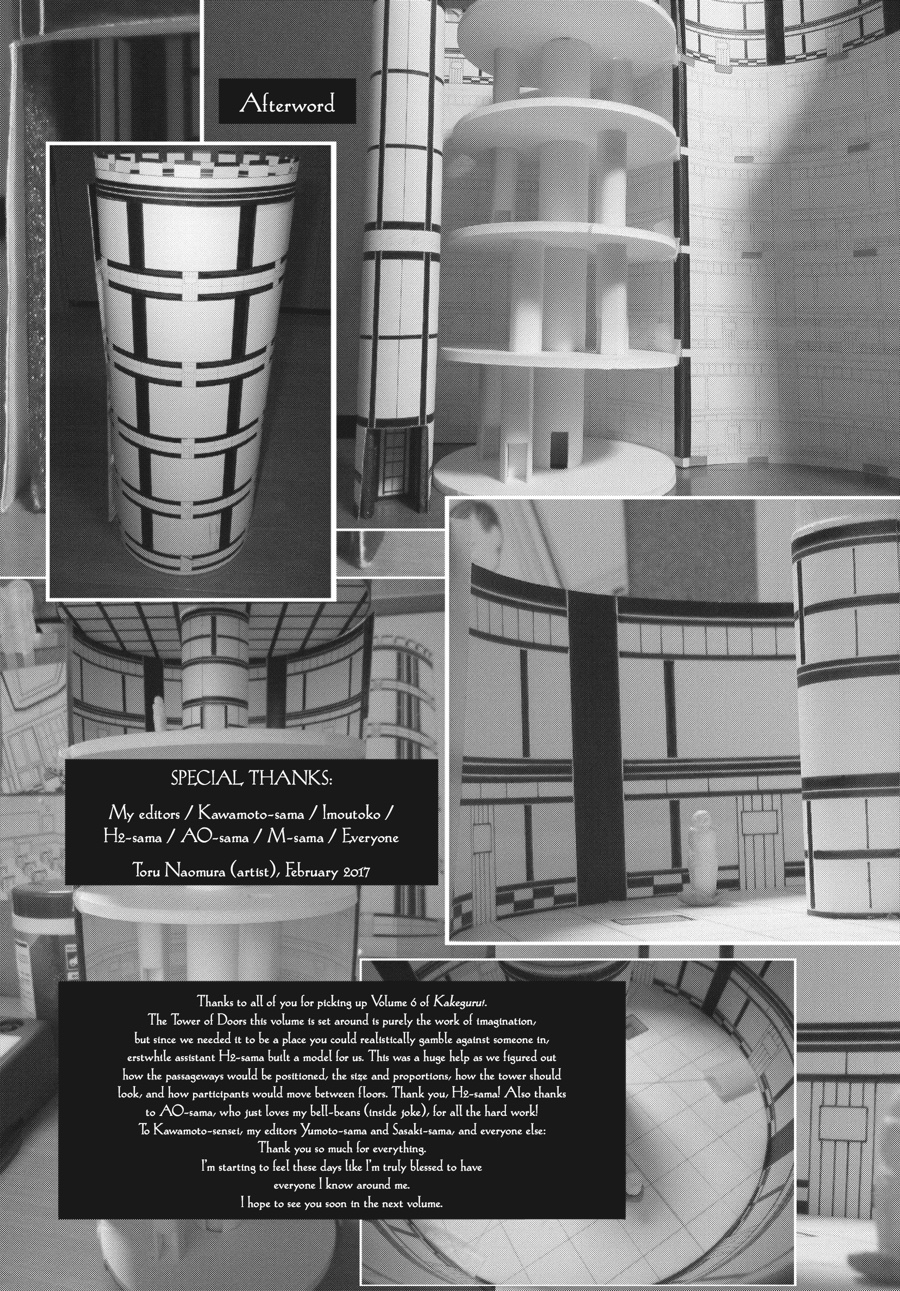 Afterword
SPECIAL THANKS:
My editors / Kawamoto-sama / Imoutoko /
H2-sama / AO-sama / M-sama / Everyone
Toru Naomura (artist), February 2017
Thanks to all of you for picking up Volume 6 of Kakegurui.
The Tower of Doors this volume is set around is purely the work of imagination,
but since we needed it to be a place you could realistically gamble against someone in,
erstwhile assistant H2-sama built a model for us. This was a huge help as we figured out
how the passageways would be positioned, the size and proportions, how the tower should
look, and how participants would move between floors. Thank you, H2-sama! Also thanks
to AO-sama, who just loves my bell-beans (inside joke), for all the hard work!
To Kawamoto-sensei, my editors Yumoto-sama and Sasaki-sama, and everyone else:
Thank you so much for everything.
I'm starting to feel these days like I'm truly blessed to have
everyone I know around me.
I hope to see you soon in the next volume.